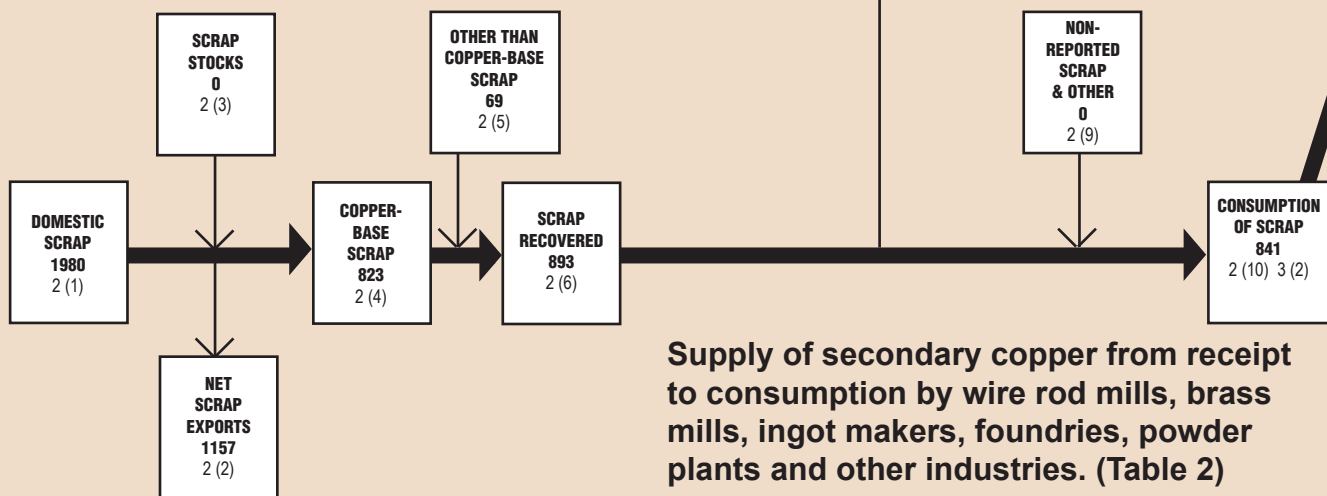 SCRAP
STOCKS
0
2 (3)
OTHER THAN
COPPER-BASE
SCRAP
69
2 (5)
NON-
REPORTED
SCRAP
& OTHER
0
2 (9)
DOMESTIC
SCRAP
1980
2 (1)
COPPER-
BASE
SCRAP
823
2 (4)
SCRAP
RECOVERED
893
2 (6)
CONSUMPTION
OF SCRAP
841
2 (10) 3 (2)
NET
SCRAP
EXPORTS
1157
2 (2)
Supply of secondary copper from receipt
to consumption by wire rod mills, brass
mills, ingot makers, foundries, powder
plants and other industries. (Table 2)